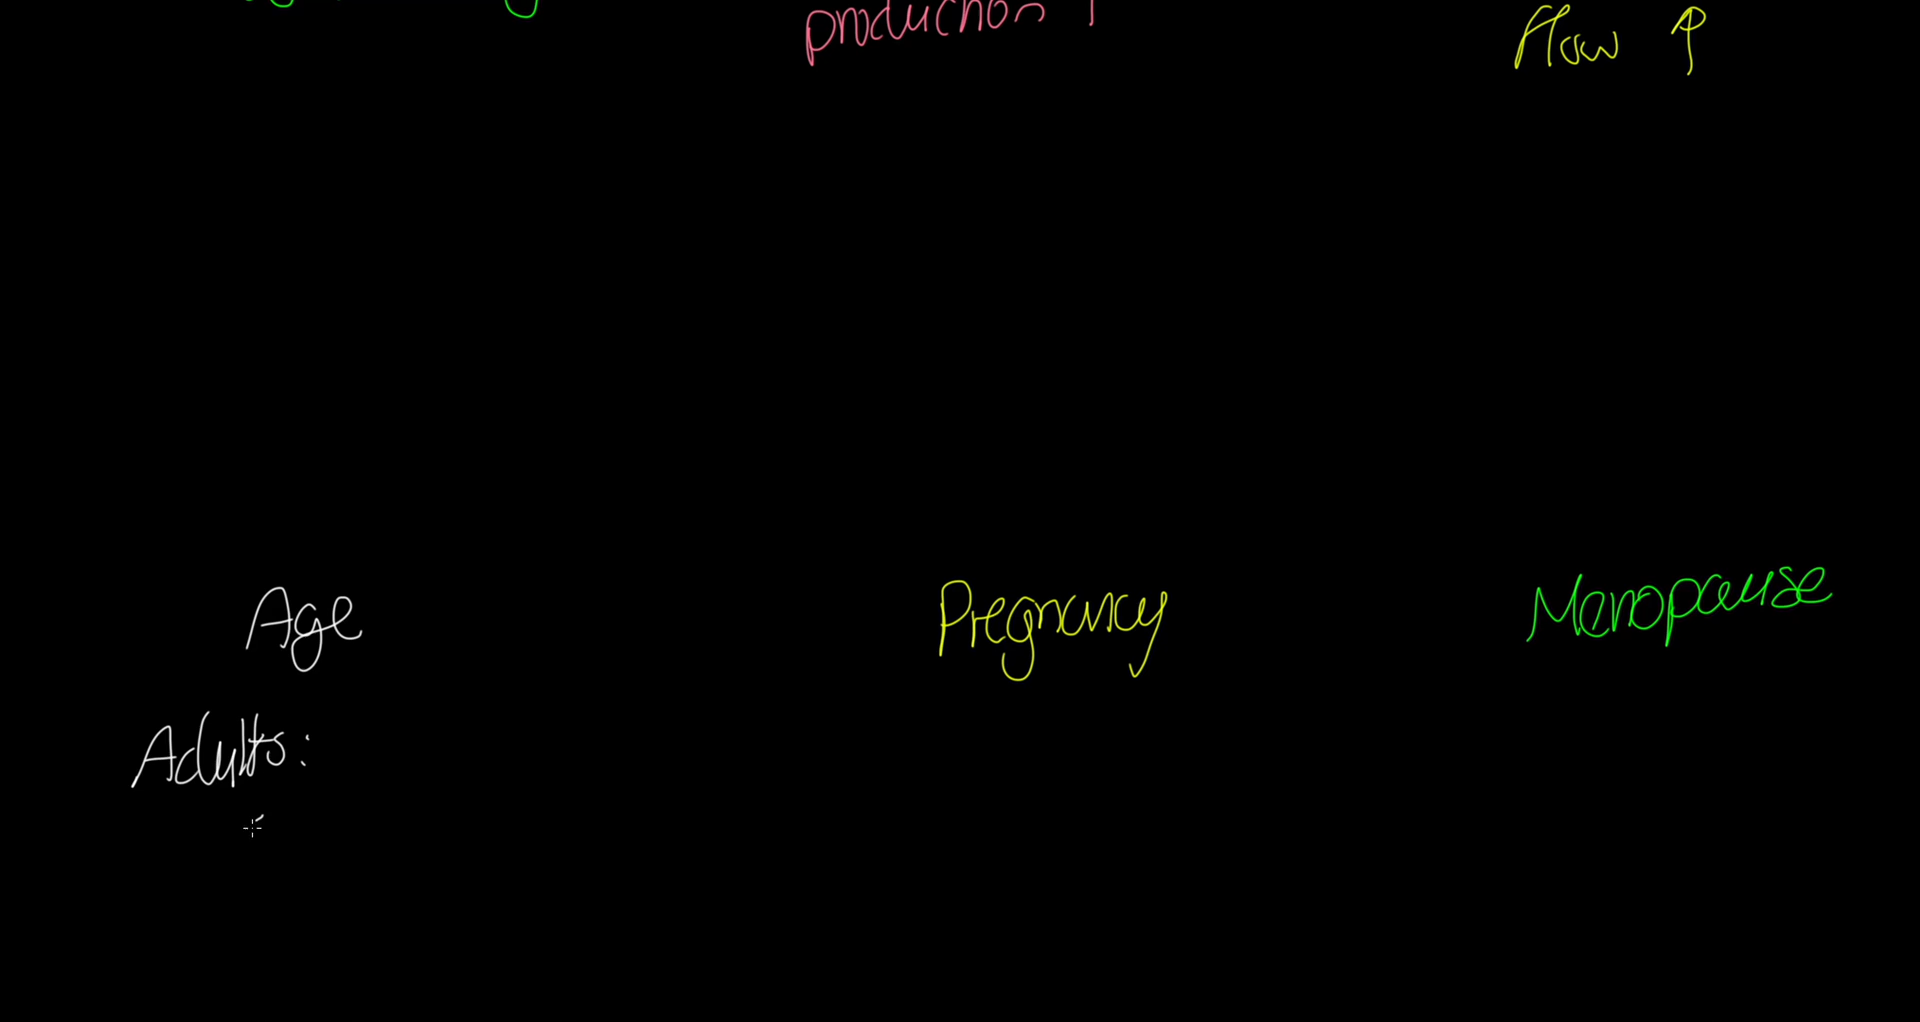 production ↑
Flow ↑
Age
Pregnancy
Menopause
Adults: